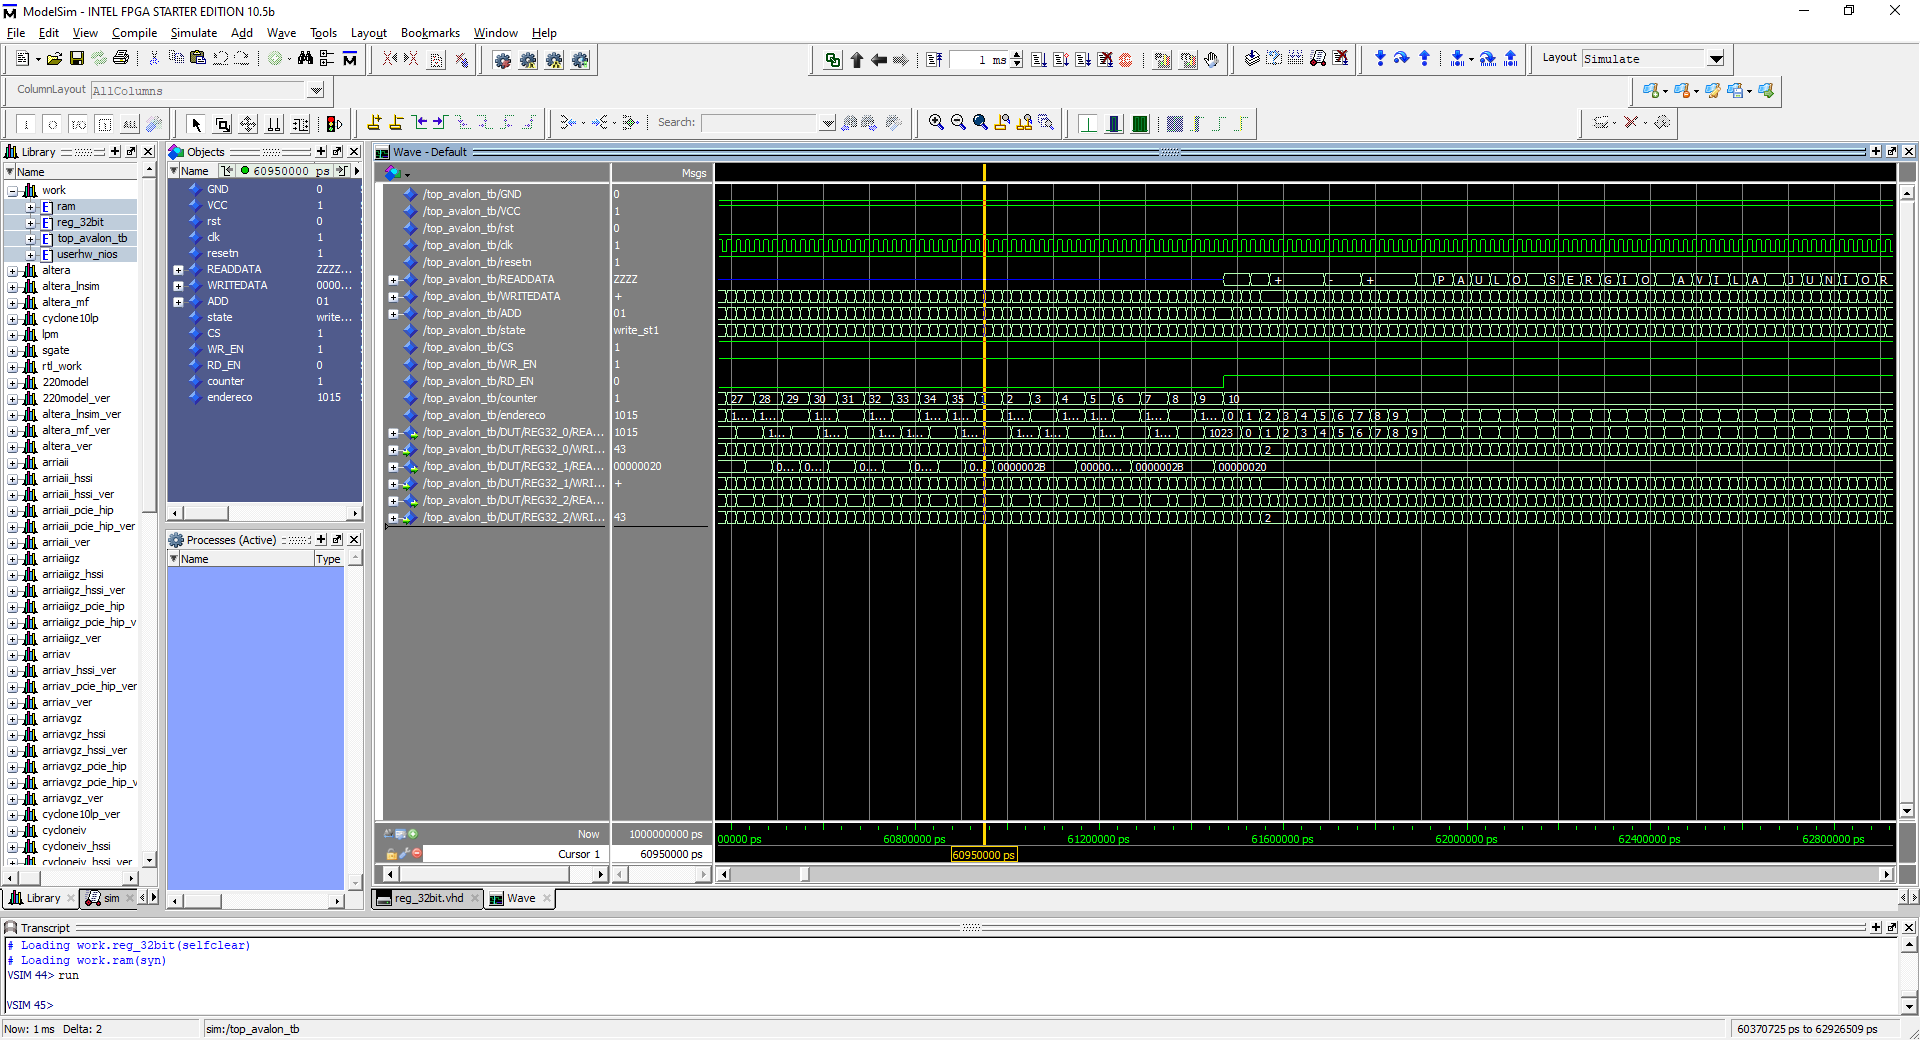 ModelSim - INTEL FPGA STARTER EDITION 10.5b
File Edit View Compile Simulate Add Wave Tools Layout Bookmarks Window Help
1 ms
Layout Simulate
ColumnLayout AllColumns
Search:
Library
Name
work
ram
reg_32bit
top_avalon_tb
userhw_nios
altera
altera_lnsim
altera_mf
cyclone10lp
lpm
sgate
rtl_work
220model
220model_ver
altera_lnsim_ver
altera_mf_ver
altera_ver
arriaii
arriaii_hssi
arriaii_hssi_ver
arriaii_pcie_hip
arriaii_pcie_hip_ver
arriaii_ver
arriaiigz
arriaiigz_hssi
arriaiigz_hssi_ver
arriaiigz_pcie_hip
arriaiigz_pcie_hip_v
arriaiigz_ver
arriav
arriav_hssi_ver
arriav_pcie_hip_ver
arriav_ver
arriavgz
arriavgz_hssi
arriavgz_hssi_ver
arriavgz_pcie_hip
arriavgz_pcie_hip_v
arriavgz_ver
cyclone10lp_ver
cycloneiv
cycloneiv_hssi
cycloneiv_hssi_ver
Library sim
Objects
Name 60950000 ps
GND 0
VCC 1
rst 0
clk 1
resetn 1
READDATA ZZZZ...
WRITEDATA 0000...
ADD 01
state write...
CS 1
WR_EN 1
RD_EN 0
counter 1
endereco 1015
Processes (Active)
Name Type
Wave - Default
Msgs
/top_avalon_tb/GND 0
/top_avalon_tb/VCC 1
/top_avalon_tb/rst 0
/top_avalon_tb/clk 1
/top_avalon_tb/resetn 1
/top_avalon_tb/READDATA ZZZZ + - + P A U L O S E R G I O A V I L A J U N I O R
/top_avalon_tb/WRITEDATA +
/top_avalon_tb/ADD 01
/top_avalon_tb/state write_st1
/top_avalon_tb/CS 1
/top_avalon_tb/WR_EN 1
/top_avalon_tb/RD_EN 0
/top_avalon_tb/counter 1 27 28 29 30 31 32 33 34 35 1 2 3 4 5 6 7 8 9 10
/top_avalon_tb/endereco 1015 1... 1... 1... 1... 1... 1... 1... 1... 1... 1... 1... 0 1 2 3 4 5 6 7 8 9
/top_avalon_tb/DUT/REG32_0/REA... 1015 1... 1... 1... 1... 1... 1... 1... 1... 1... 1023 0 1 2 3 4 5 6 7 8 9
/top_avalon_tb/DUT/REG32_0/WRI... 43 2
/top_avalon_tb/DUT/REG32_1/REA... 00000020 0... 0... 0... 0... 0... 0000002B 00000... 0000002B 00000020
/top_avalon_tb/DUT/REG32_1/WRI... +
/top_avalon_tb/DUT/REG32_2/REA...
/top_avalon_tb/DUT/REG32_2/WRI... 43 2
Now 1000000000 ps 00000 ps 60800000 ps 61200000 ps 61600000 ps 62000000 ps 62400000 ps 62800000 ps
Cursor 1 60950000 ps 60950000 ps
reg_32bit.vhd Wave
Transcript
# Loading work.reg_32bit(selfclear)
# Loading work.ram(syn)
VSIM 44> run
VSIM 45>
Now: 1 ms Delta: 2 sim:/top_avalon_tb 60370725 ps to 62926509 ps